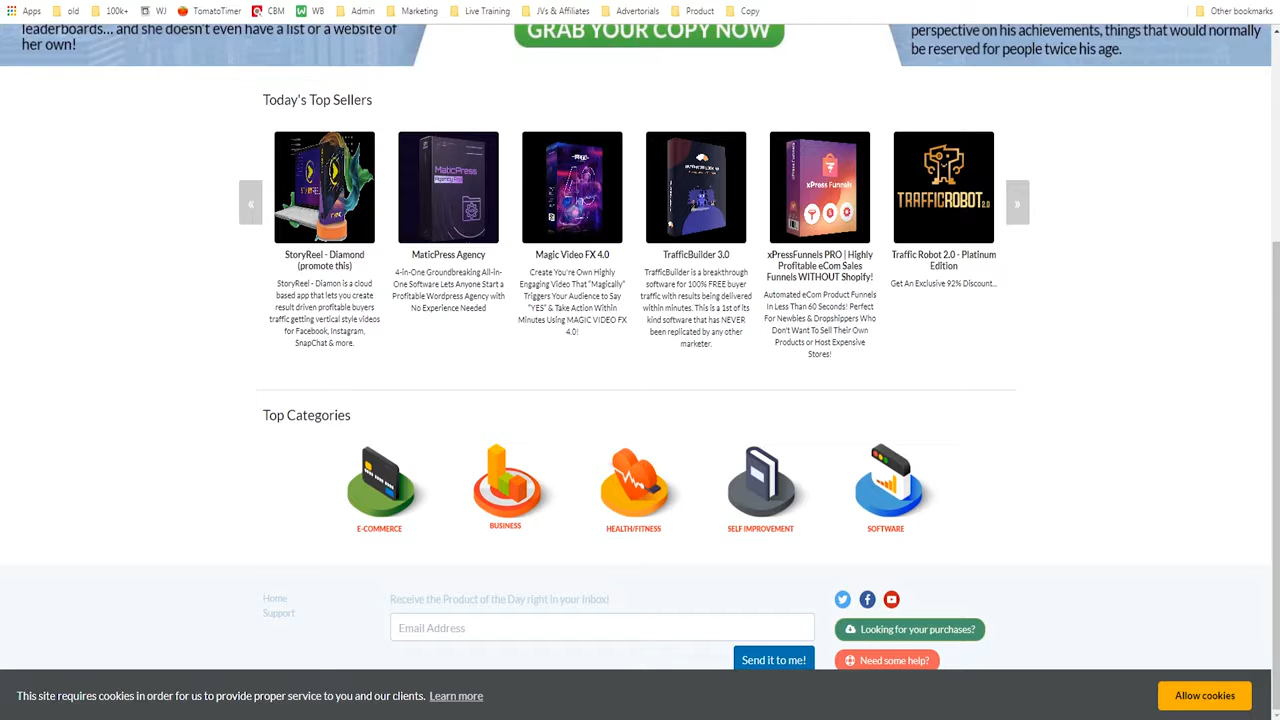 Apps
old
100k+
WJ
TomatoTimer
CBM
WB
Admin
Marketing
Live Training
JVs & Affiliates
Advertorials
Product
Copy
Other bookmarks
leaderboards... and she doesn't even have a list or a website of
her own!
GRAB YOUR COPY NOW
perspective on his achievements, things that would normally
be reserved for people twice his age.
Today's Top Sellers
«
MaticPress
xPress Funnels
TRAFFICROBOT 2.0
»
StoryReel - Diamond
(promote this)
StoryReel - Diamon is a cloud
based app that lets you create
result driven profitable buyers
traffic getting vertical style videos
for Facebook, Instagram,
SnapChat & more.
MaticPress Agency
4-in-One Groundbreaking All-in-
One Software Lets Anyone Start a
Profitable Wordpress Agency with
No Experience Needed
Magic Video FX 4.0
Create You're Own Highly
Engaging Video That "Magically"
Triggers Your Audience to Say
"YES" & Take Action Within
Minutes Using MAGIC VIDEO FX
4.0!
TrafficBuilder 3.0
TrafficBuilder is a breakthrough
software for 100% FREE buyer
traffic with results being delivered
within minutes. This is a 1st of its
kind software that has NEVER
been replicated by any other
marketer.
xPressFunnels PRO | Highly
Profitable eCom Sales
Funnels WITHOUT Shopify!
Automated eCom Product Funnels
In Less Than 60 Seconds! Perfect
For Newbies & Dropshippers Who
Don't Want To Sell Their Own
Products or Host Expensive
Stores!
Traffic Robot 2.0 - Platinum
Edition
Get An Exclusive 92% Discount...
Top Categories
E-COMMERCE
BUSINESS
HEALTH/FITNESS
SELF IMPROVEMENT
SOFTWARE
Home
Support
Receive the Product of the Day right in your inbox!
Email Address
Send it to me!
Looking for your purchases?
Need some help?
This site requires cookies in order for us to provide proper service to you and our clients. Learn more
Allow cookies